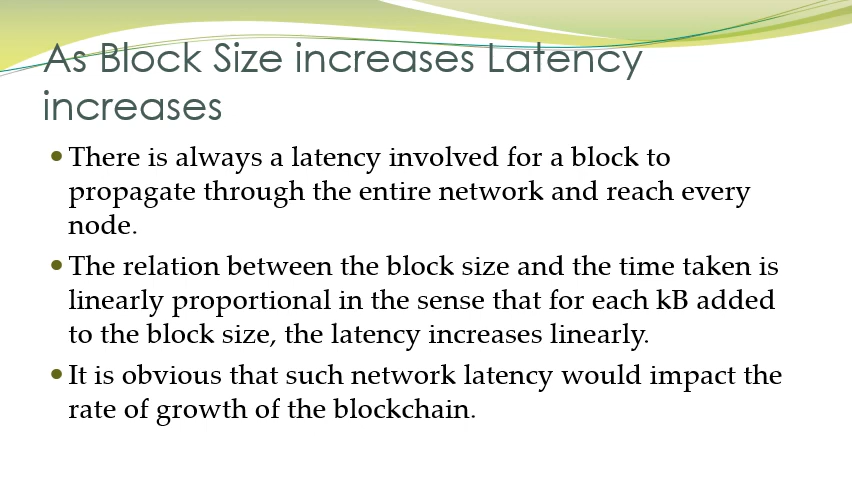 As Block Size increases Latency
increases
• There is always a latency involved for a block to
propagate through the entire network and reach every
node.
• The relation between the block size and the time taken is
linearly proportional in the sense that for each kB added
to the block size, the latency increases linearly.
• It is obvious that such network latency would impact the
rate of growth of the blockchain.